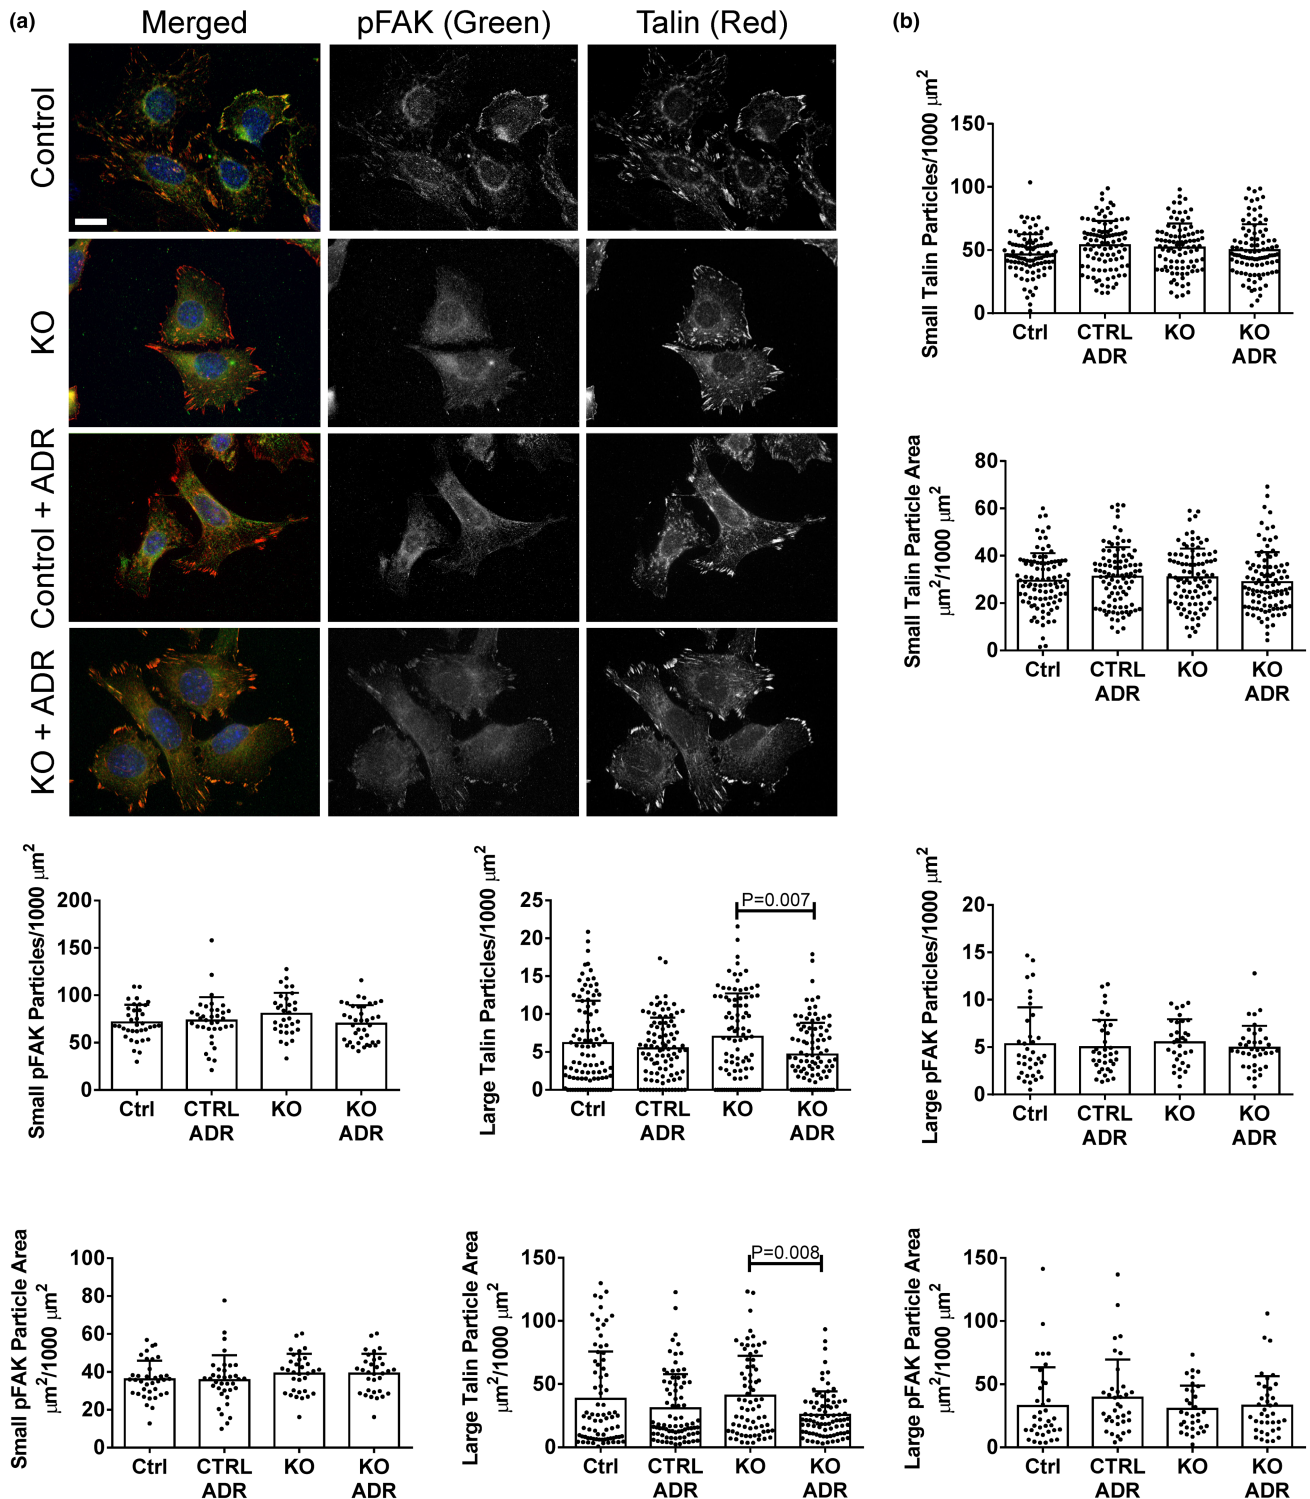 (a)
Merged
pFAK (Green)
Talin (Red)
Control
KO
Control + ADR
KO + ADR
(b)
Small Talin Particles/1000 μm²
150
100
50
0
Ctrl
CTRL
ADR
KO
KO
ADR
Small Talin Particle Area
μm²/1000 μm²
80
60
40
20
0
Ctrl
CTRL
ADR
KO
KO
ADR
Small pFAK Particles/1000 μm²
200
150
100
50
0
Ctrl
CTRL
ADR
KO
KO
ADR
Large Talin Particles/1000 μm²
25
20
15
10
5
0
P=0.007
Ctrl
CTRL
ADR
KO
KO
ADR
Large pFAK Particles/1000 μm²
20
15
10
5
0
Ctrl
CTRL
ADR
KO
KO
ADR
Small pFAK Particle Area
μm²/1000 μm²
100
80
60
40
20
0
Ctrl
CTRL
ADR
KO
KO
ADR
Large Talin Particle Area
μm²/1000 μm²
150
100
50
0
P=0.008
Ctrl
CTRL
ADR
KO
KO
ADR
Large pFAK Particle Area
μm²/1000 μm²
150
100
50
0
Ctrl
CTRL
ADR
KO
KO
ADR